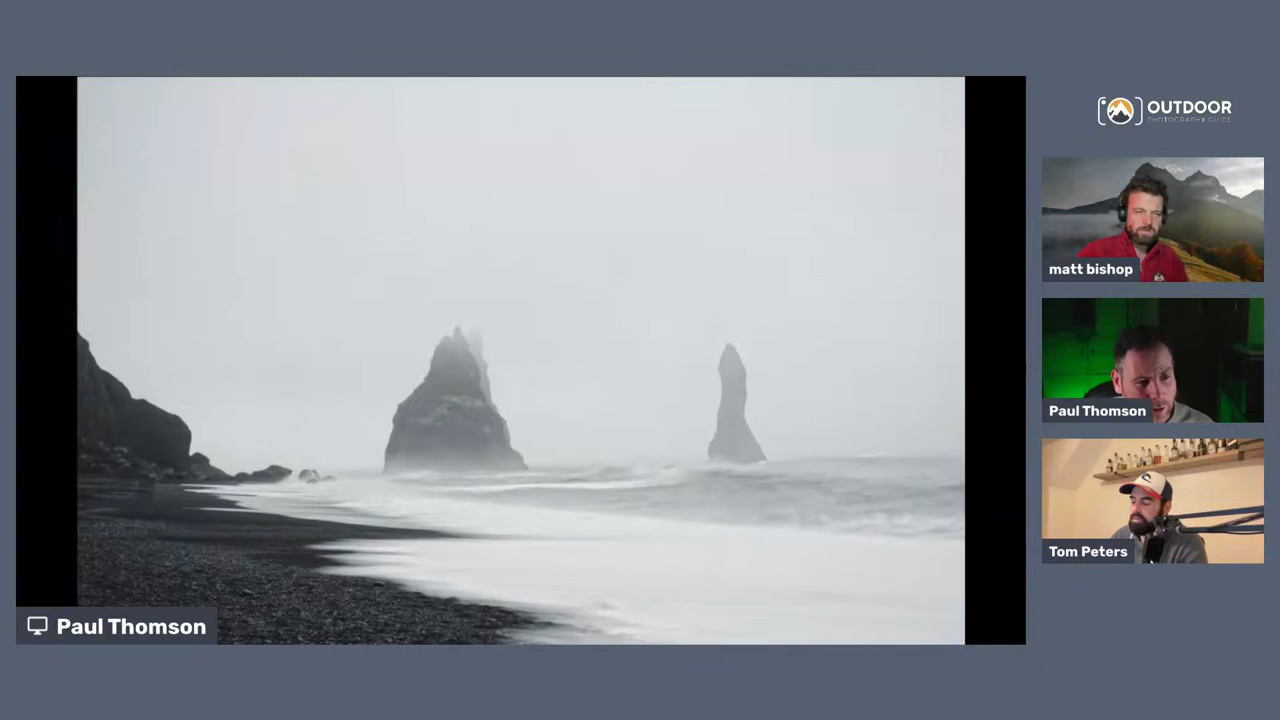 OUTDOOR
PHOTOGRAPHY GUIDE
matt bishop
Paul Thomson
Tom Peters
Paul Thomson